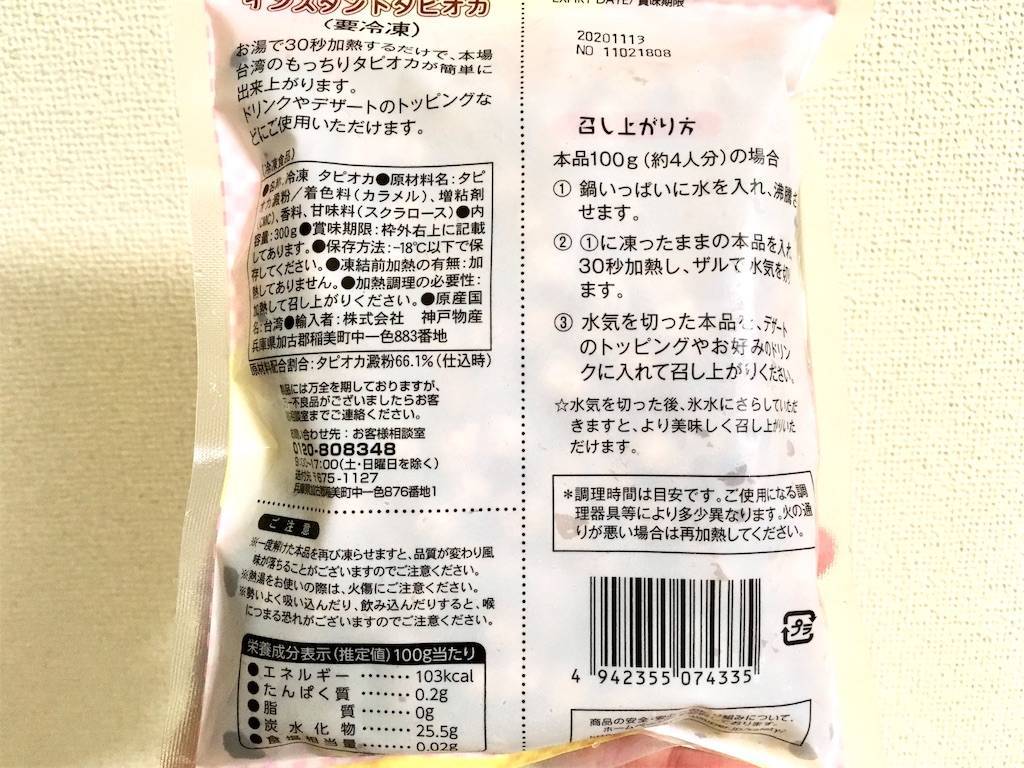 インスタントタピオカ
(要冷凍)
お湯で30秒加熱するだけで、本場
台湾のもっちりタピオカが簡単に
出来上がります。
ドリンクやデザートのトッピングな
どにご使用いただけます。
(冷凍食品)
●名称:冷凍 タピオカ●原材料名:タピ
オカ澱粉/着色料(カラメル)、増粘剤
(CMC)、香料、甘味料(スクラロース)●内
容量:300g●賞味期限:枠外右上に記載
してあります。●保存方法:-18℃以下で保
存してください。●凍結前加熱の有無:加
熱してありません。●加熱調理の必要性:
加熱して召し上がりください。●原産国
名:台湾●輸入者:株式会社 神戸物産
兵庫県加古郡稲美町中一色883番地
原材料配合割合:タピオカ澱粉66.1%(仕込時)
製品には万全を期しておりますが、
万一不良品がございましたらお客
様相談室までご連絡ください。
お問い合わせ先:お客様相談室
0120-808348
9:00~17:00(土・日曜日を除く)
送付先〒675-1127
兵庫県加古郡稲美町中一色876番地1
ご注意
※一度解けた本品を再び凍らせますと、品質が変わり風
味が落ちることがございますのでご注意ください。
※熱湯をお使いの際は、火傷にご注意ください。
※勢いよく吸い込んだり、飲み込んだりすると、喉
につまる恐れがございますのでご注意ください。
栄養成分表示(推定値)100g当たり
●エネルギー ‥‥‥ 103kcal
●たんぱく質 ‥‥‥ 0.2g
●脂 質 ‥‥‥ 0g
●炭水化物 ‥‥‥ 25.5g
●食塩相当量 0.02g
EXPIRY DATE/賞味期限
20201113
NO 11021808
召し上がり方
本品100g(約4人分)の場合
① 鍋いっぱいに水を入れ、沸騰さ
せます。
② ①に凍ったままの本品を入れ
30秒加熱し、ザルで水気を切り
ます。
③ 水気を切った本品を、デザート
のトッピングやお好みのドリン
クに入れて召し上がりください。
☆水気を切った後、氷水にさらしていただ
きますと、より美味しく召し上がりいた
だけます。
*調理時間は目安です。ご使用になる調
理器具等により多少異なります。火の通
りが悪い場合は再加熱してください。
プラ
4 942355 074335
商品の安全・安 組みについて、
ホーム おります。